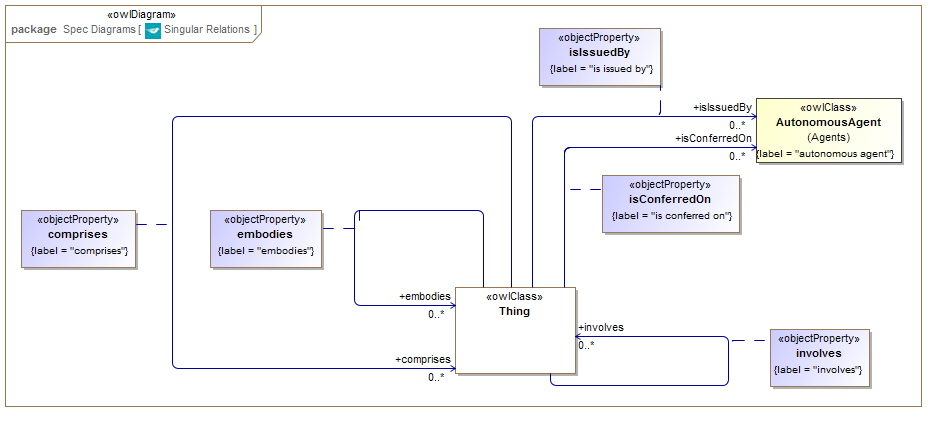 «owlDiagram»
package Spec Diagrams [ Singular Relations ]
«objectProperty»
isIssuedBy
{label = "is issued by"}
+isIssuedBy
0..*
«owlClass»
AutonomousAgent
(Agents)
{label = "autonomous agent"}
+isConferredOn
0..*
«objectProperty»
isConferredOn
{label = "is conferred on"}
«objectProperty»
comprises
{label = "comprises"}
«objectProperty»
embodies
{label = "embodies"}
+embodies
0..*
«owlClass»
Thing
+involves
0..*
«objectProperty»
involves
{label = "involves"}
+comprises
0..*